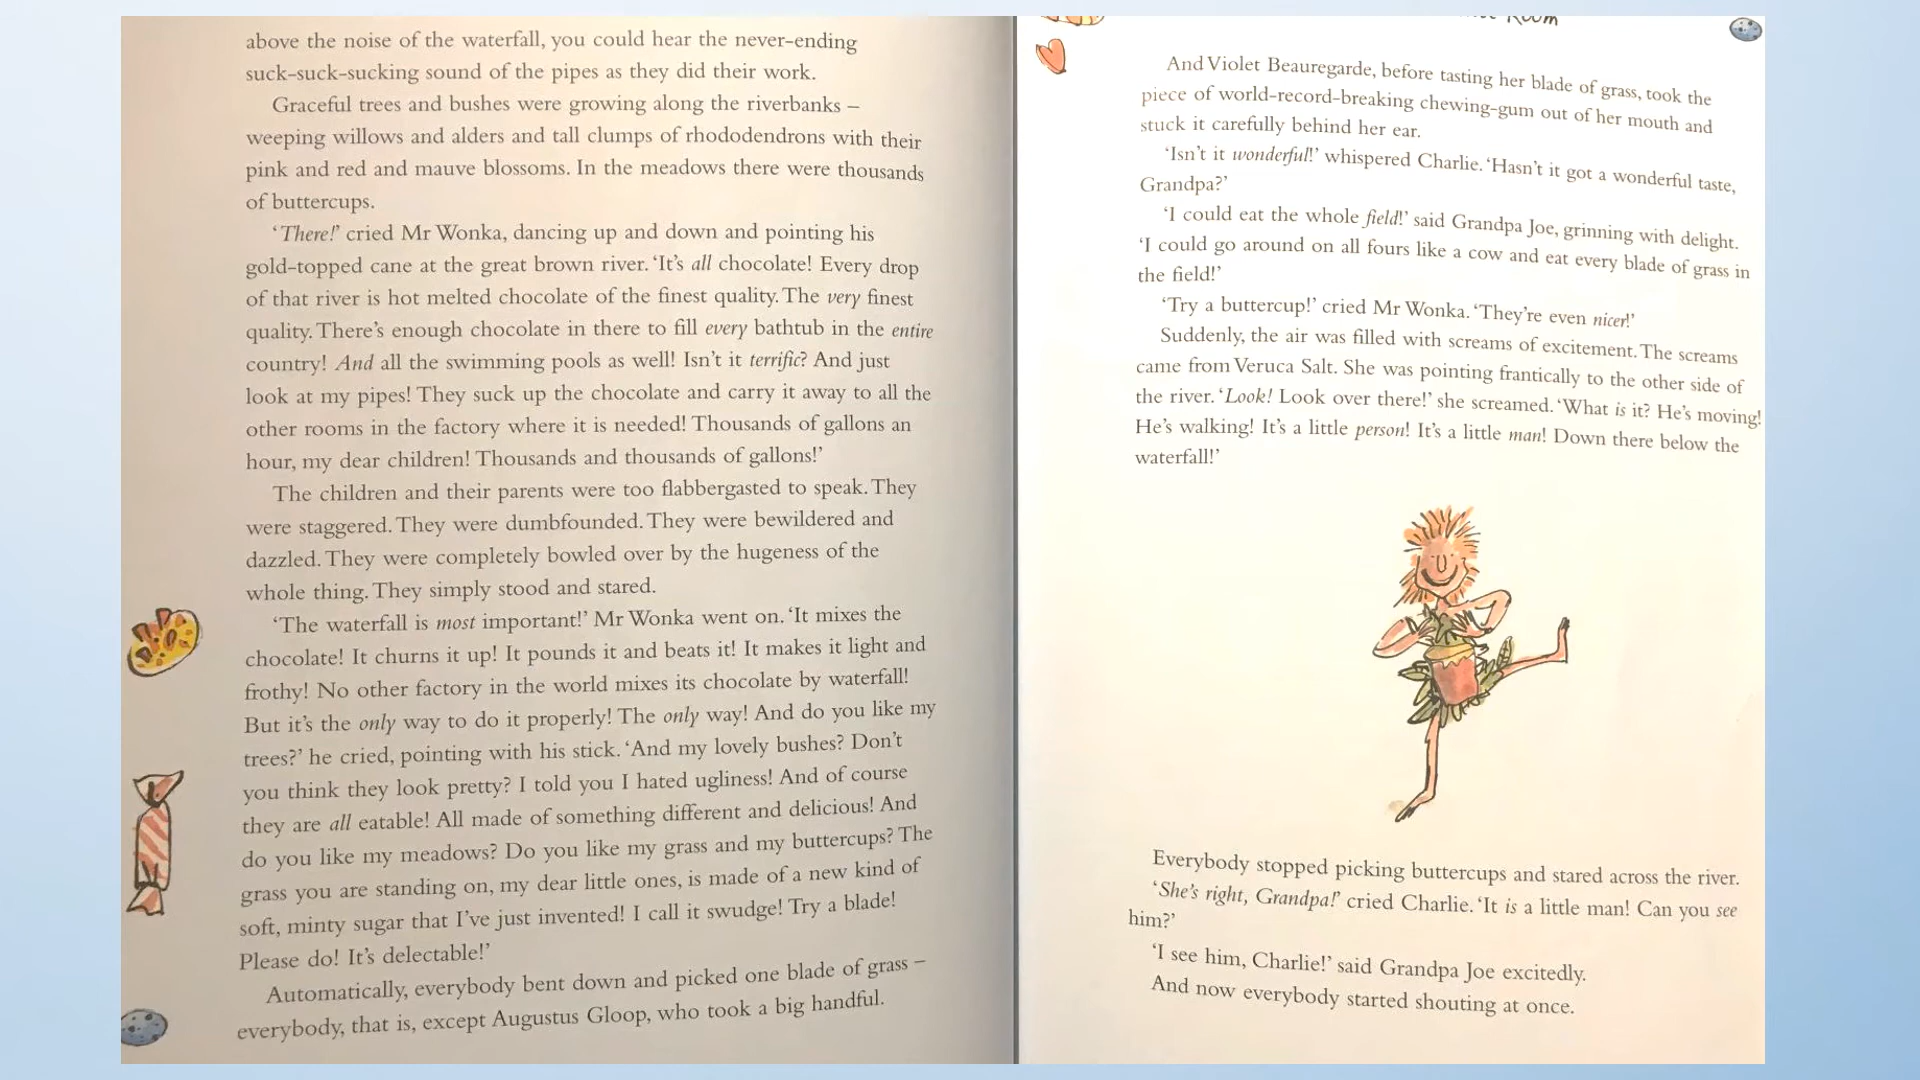 above the noise of the waterfall, you could hear the never-ending
suck-suck-sucking sound of the pipes as they did their work.
Graceful trees and bushes were growing along the riverbanks –
weeping willows and alders and tall clumps of rhododendrons with their
pink and red and mauve blossoms. In the meadows there were thousands
of buttercups.
‘There!’ cried Mr Wonka, dancing up and down and pointing his
gold-topped cane at the great brown river. ‘It’s all chocolate! Every drop
of that river is hot melted chocolate of the finest quality. The very finest
quality. There’s enough chocolate in there to fill every bathtub in the entire
country! And all the swimming pools as well! Isn’t it terrific? And just
look at my pipes! They suck up the chocolate and carry it away to all the
other rooms in the factory where it is needed! Thousands of gallons an
hour, my dear children! Thousands and thousands of gallons!’
The children and their parents were too flabbergasted to speak. They
were staggered. They were dumbfounded. They were bewildered and
dazzled. They were completely bowled over by the hugeness of the
whole thing. They simply stood and stared.
‘The waterfall is most important!’ Mr Wonka went on. ‘It mixes the
chocolate! It churns it up! It pounds it and beats it! It makes it light and
frothy! No other factory in the world mixes its chocolate by waterfall!
But it’s the only way to do it properly! The only way! And do you like my
trees?’ he cried, pointing with his stick. ‘And my lovely bushes? Don’t
you think they look pretty? I told you I hated ugliness! And of course
they are all eatable! All made of something different and delicious! And
do you like my meadows? Do you like my grass and my buttercups? The
grass you are standing on, my dear little ones, is made of a new kind of
soft, minty sugar that I’ve just invented! I call it swudge! Try a blade!
Please do! It’s delectable!’
Automatically, everybody bent down and picked one blade of grass –
everybody, that is, except Augustus Gloop, who took a big handful.
Room
And Violet Beauregarde, before tasting her blade of grass, took the
piece of world-record-breaking chewing-gum out of her mouth and
stuck it carefully behind her ear.
‘Isn’t it wonderful!’ whispered Charlie. ‘Hasn’t it got a wonderful taste,
Grandpa?’
‘I could eat the whole field!’ said Grandpa Joe, grinning with delight.
‘I could go around on all fours like a cow and eat every blade of grass in
the field!’
‘Try a buttercup!’ cried Mr Wonka. ‘They’re even nicer!’
Suddenly, the air was filled with screams of excitement. The screams
came from Veruca Salt. She was pointing frantically to the other side of
the river. ‘Look! Look over there!’ she screamed. ‘What is it? He’s moving!
He’s walking! It’s a little person! It’s a little man! Down there below the
waterfall!’
Everybody stopped picking buttercups and stared across the river.
‘She’s right, Grandpa!’ cried Charlie. ‘It is a little man! Can you see
him?’
‘I see him, Charlie!’ said Grandpa Joe excitedly.
And now everybody started shouting at once.